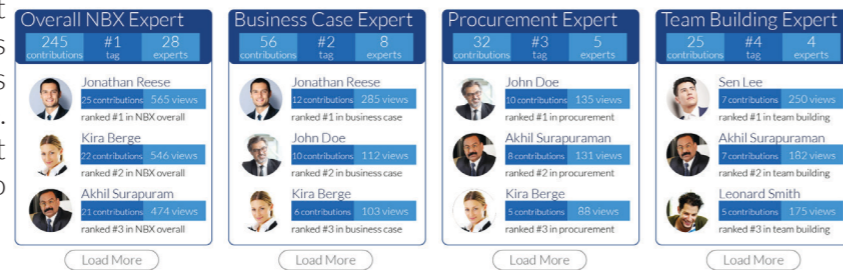 t
s
s
.
t
o
Overall NBX Expert
245 #1 28
contributions tag experts
Jonathan Reese
25 contributions 565 views
ranked #1 in NBX overall
Kira Berge
22 contributions 546 views
ranked #2 in NBX overall
Akhil Surapuram
21 contributions 474 views
ranked #3 in NBX overall
Load More
Business Case Expert
56 #2 8
contributions tag experts
Jonathan Reese
12 contributions 285 views
ranked #1 in business case
John Doe
10 contributions 112 views
ranked #2 in business case
Kira Berge
6 contributions 103 views
ranked #3 in business case
Load More
Procurement Expert
32 #3 5
contributions tag experts
John Doe
10 contributions 135 views
ranked #1 in procurement
Akhil Surapuraman
8 contributions 131 views
ranked #2 in procurement
Kira Berge
5 contributions 88 views
ranked #3 in procurement
Load More
Team Building Expert
25 #4 4
contributions tag experts
Sen Lee
7 contributions 250 views
ranked #1 in team building
Akhil Surapuraman
7 contributions 182 views
ranked #2 in team building
Leonard Smith
5 contributions 175 views
ranked #3 in team building
Load More